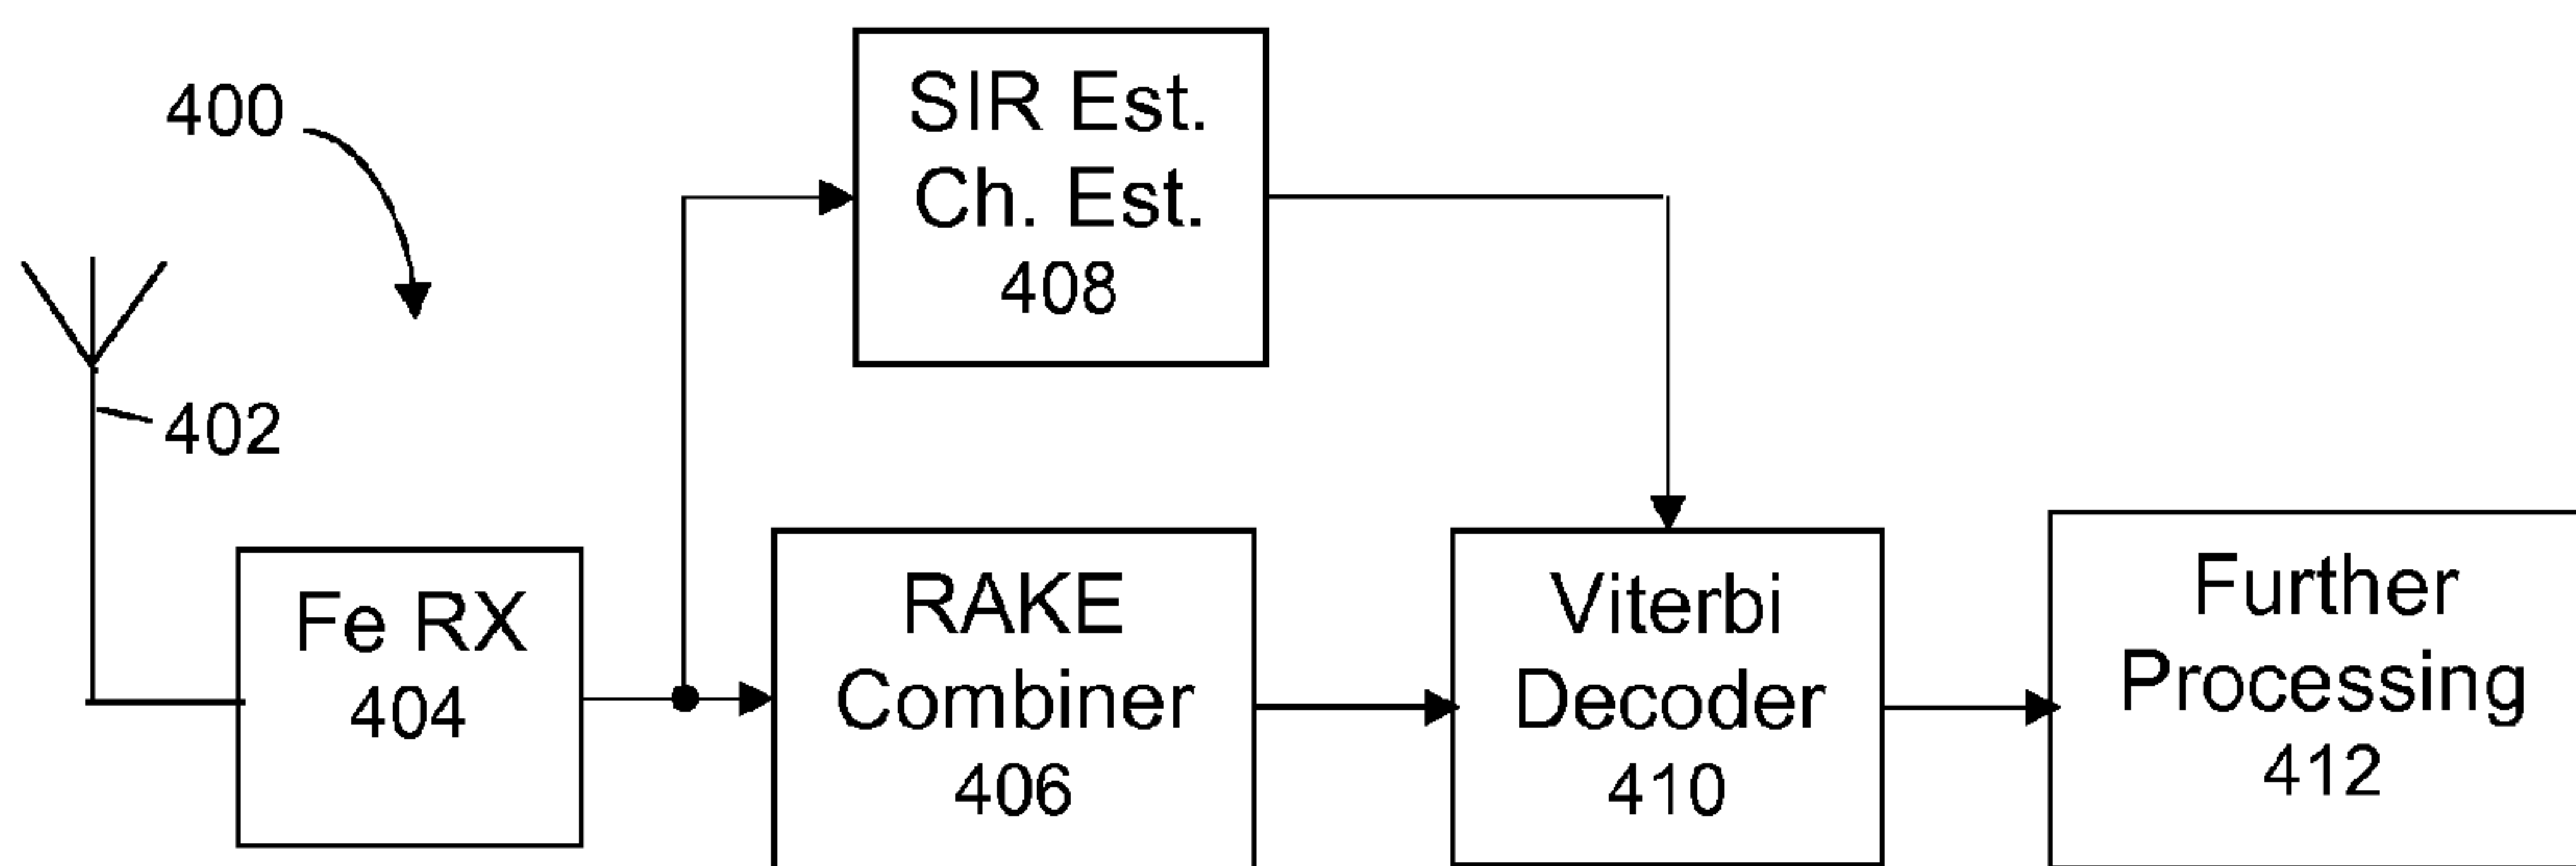 400
SIR Est.
Ch. Est.
408
402
Fe RX
404
RAKE
Combiner
406
Viterbi
Decoder
410
Further
Processing
412